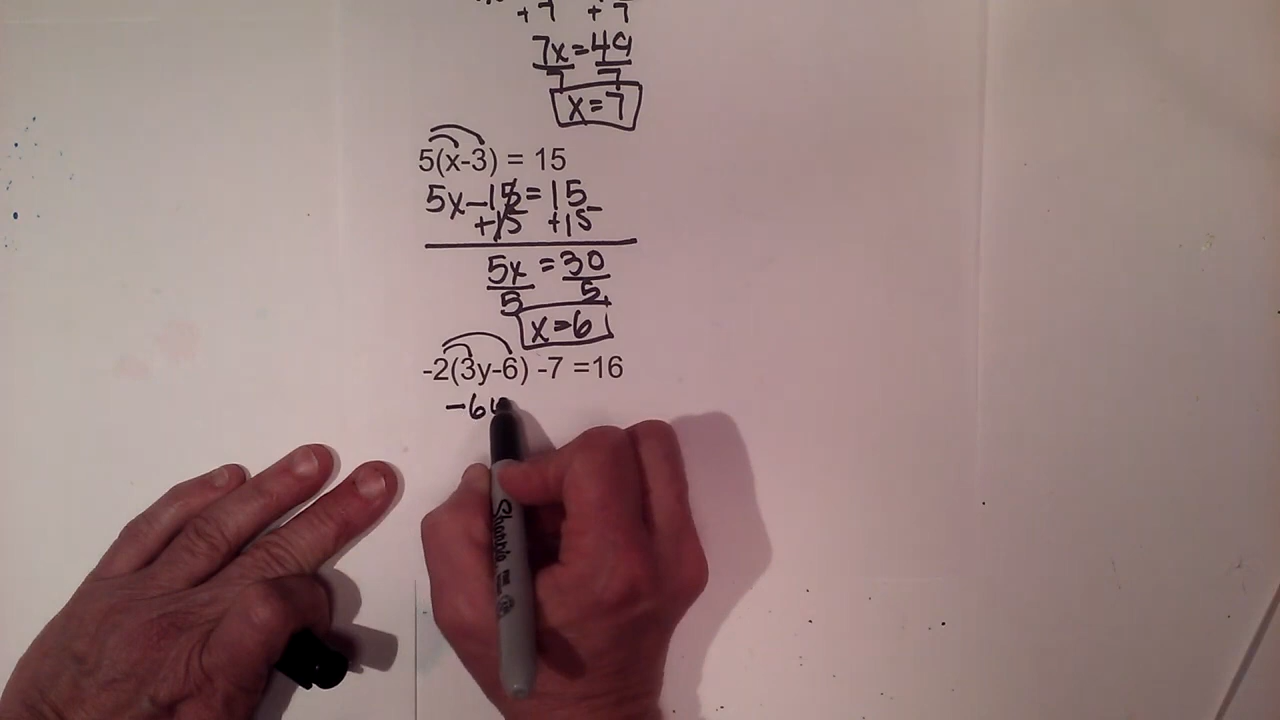 +7 +7
7x=49
7 7
x=7
5(x-3) = 15
5x-15=15
+15 +15
5x=30
5 5
x=6
-2(3y-6) -7 =16
-6
Sharpie